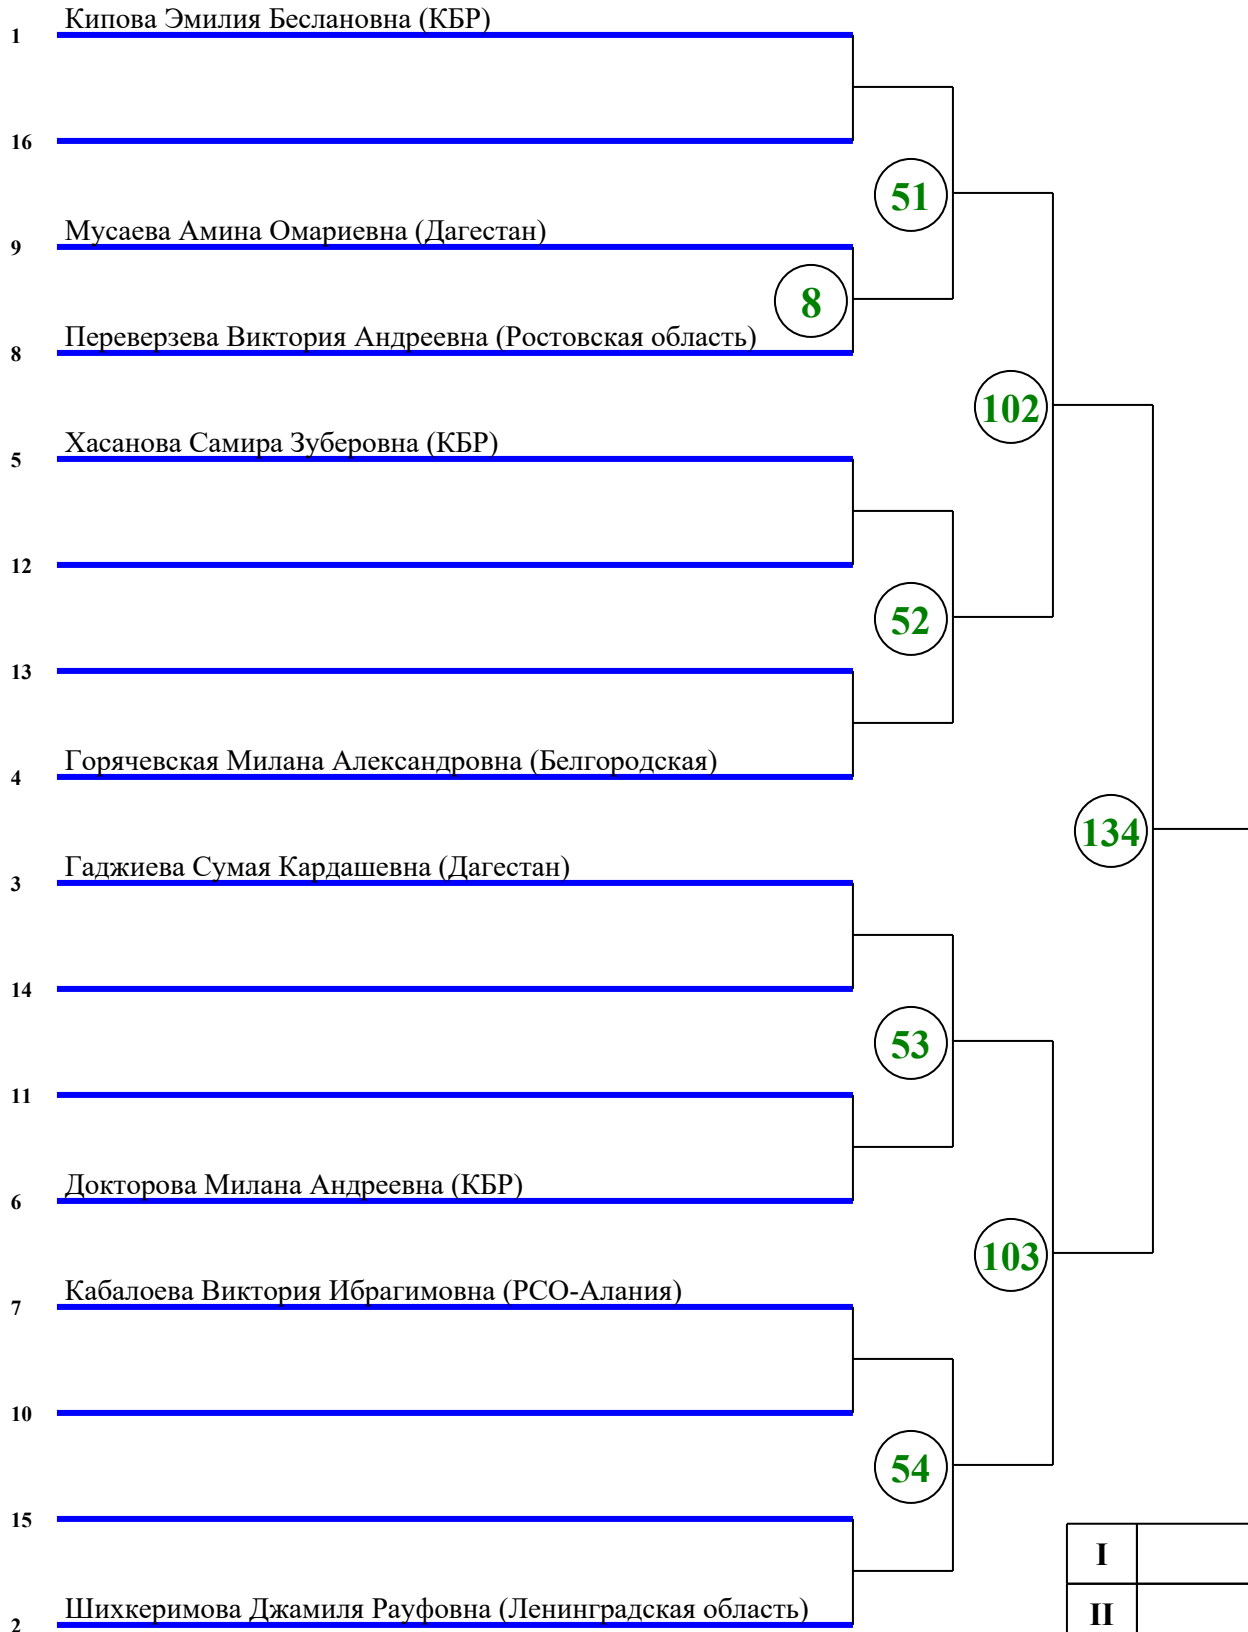 Кипова Эмилия Беслановна (КБР)
1
16
51
Мусаева Амина Омариевна (Дагестан)
9
8
Переверзева Виктория Андреевна (Ростовская область)
8
102
Хасанова Самира Зуберовна (КБР)
5
12
52
13
Горячевская Милана Александровна (Белгородская)
4
134
Гаджиева Сумая Кардашевна (Дагестан)
3
14
53
11
Докторова Милана Андреевна (КБР)
6
103
Кабалоева Виктория Ибрагимовна (РСО-Алания)
7
10
54
15
I
Шихкеримова Джамиля Рауфовна (Ленинградская область)
2
II